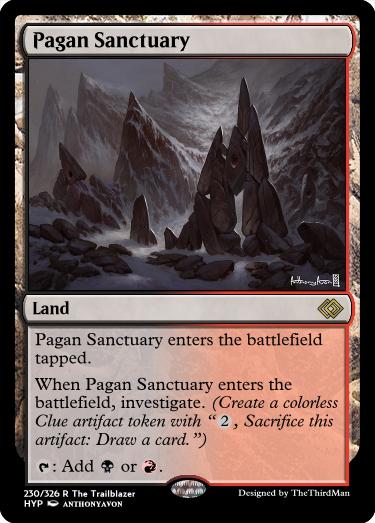 Pagan Sanctuary
AnthonyAvon
Land
Pagan Sanctuary enters the battlefield
tapped.
When Pagan Sanctuary enters the
battlefield, investigate. (Create a colorless
Clue artifact token with “2, Sacrifice this
artifact: Draw a card.”)
: Add or .
230/326 R The Trailblazer
Designed by TheThirdMan
HYP ANTHONYAVON